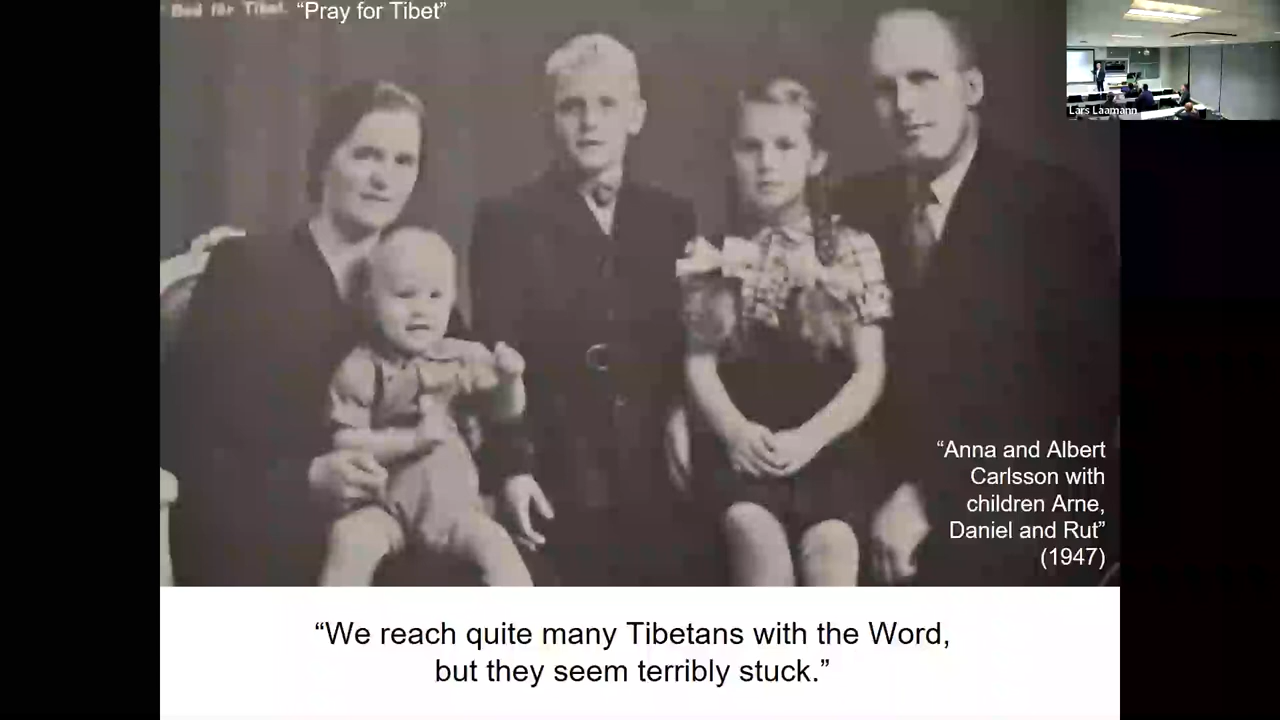 Bed för Tibet. “Pray for Tibet”
Lars Laamann
“Anna and Albert
Carlsson with
children Arne,
Daniel and Rut”
(1947)
“We reach quite many Tibetans with the Word,
but they seem terribly stuck.”